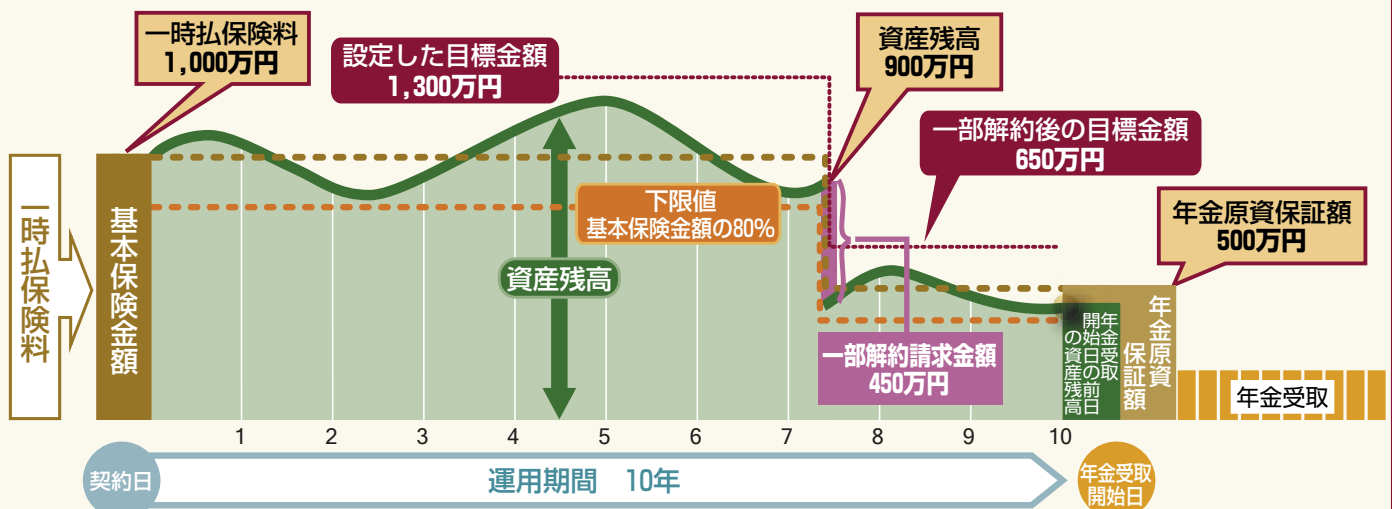 一時払保険料
1,000万円
設定した目標金額
1,300万円
資産残高
900万円
一部解約後の目標金額
650万円
年金原資保証額
500万円
一時払保険料
基本保険金額
下限値
基本保険金額の80%
資産残高
一部解約請求金額
450万円
年金受取
開始日の前日
の資産残高
年金原資
保証額
年金受取
1 2 3 4 5 6 7 8 9 10
契約日
運用期間 10年
年金受取
開始日